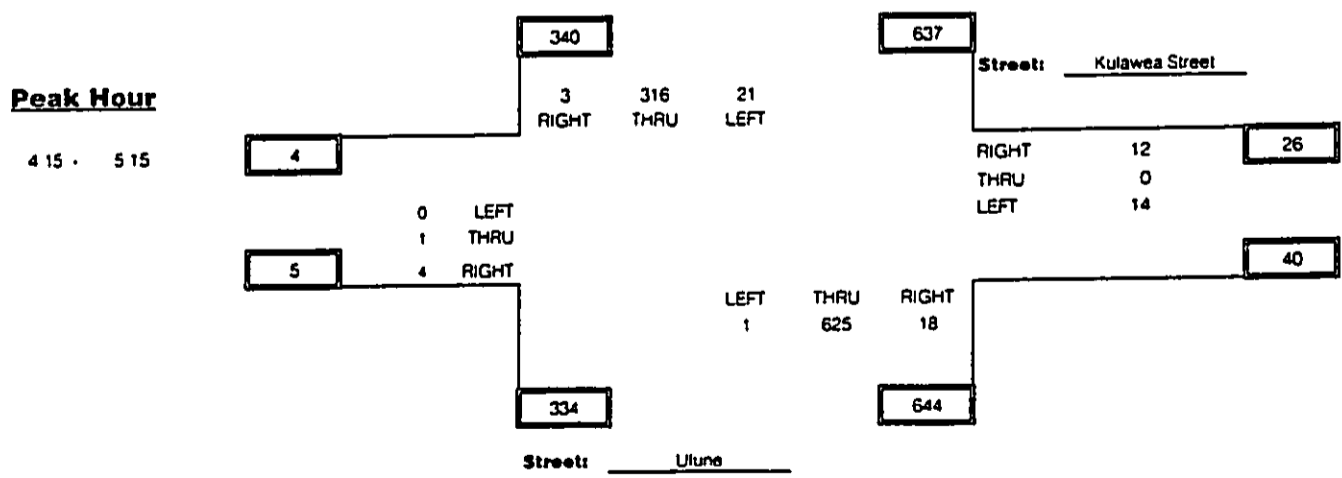 340 637
Street: Kulawea Street
Peak Hour
3 316 21
RIGHT THRU LEFT
4 15 - 5 15
4
RIGHT 12
26
THRU 0
LEFT 14
0 LEFT
1 THRU
5
4 RIGHT
40
LEFT THRU RIGHT
1 625 18
334 644
Street: Ulune